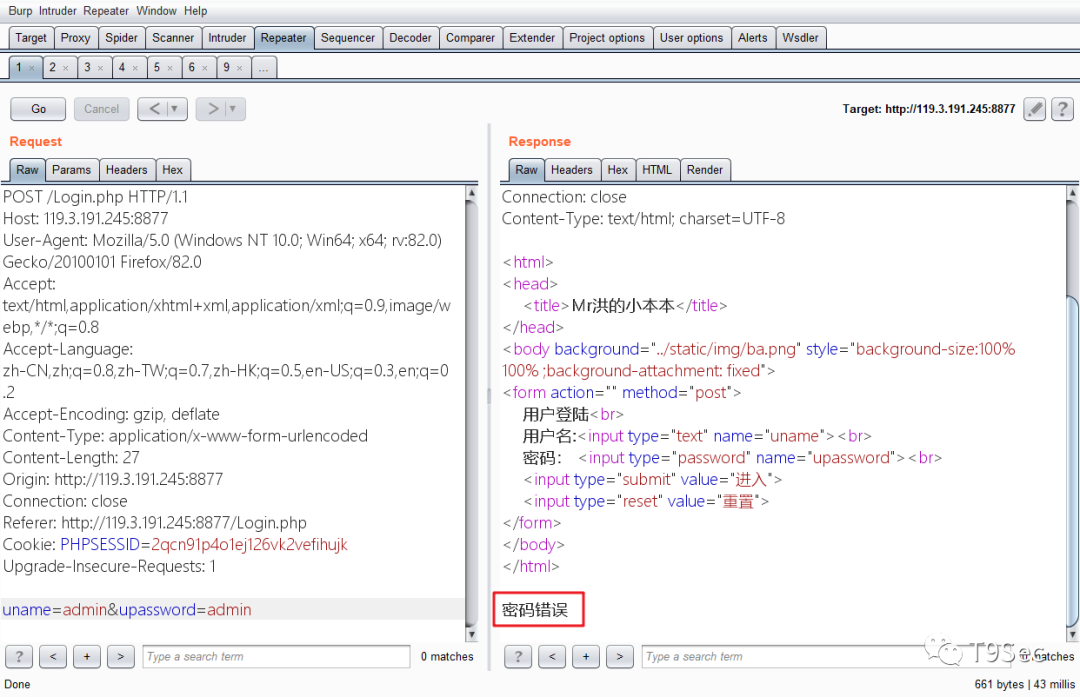 Burp Intruder Repeater Window Help
Target Proxy Spider Scanner Intruder Repeater Sequencer Decoder Comparer Extender Project options User options Alerts Wsdler
1 × 2 × 3 × 4 × 5 × 6 × 9 × ...
Go Cancel < ▼ > ▼ Target: http://119.3.191.245:8877 ?
Request
Raw Params Headers Hex
POST /Login.php HTTP/1.1
Host: 119.3.191.245:8877
User-Agent: Mozilla/5.0 (Windows NT 10.0; Win64; x64; rv:82.0)
Gecko/20100101 Firefox/82.0
Accept:
text/html,application/xhtml+xml,application/xml;q=0.9,image/w
ebp,*/*;q=0.8
Accept-Language:
zh-CN,zh;q=0.8,zh-TW;q=0.7,zh-HK;q=0.5,en-US;q=0.3,en;q=0
.2
Accept-Encoding: gzip, deflate
Content-Type: application/x-www-form-urlencoded
Content-Length: 27
Origin: http://119.3.191.245:8877
Connection: close
Referer: http://119.3.191.245:8877/Login.php
Cookie: PHPSESSID=2qcn91p4o1ej126vk2vefihujk
Upgrade-Insecure-Requests: 1
uname=admin&upassword=admin
? < + > Type a search term 0 matches
Response
Raw Headers Hex HTML Render
Connection: close
Content-Type: text/html; charset=UTF-8
<html>
<head>
<title>Mr洪的小本本</title>
</head>
<body background="../static/img/ba.png" style="background-size:100%
100% ;background-attachment: fixed">
<form action="" method="post">
用户登陆<br>
用户名:<input type="text" name="uname"><br>
密码： <input type="password" name="upassword"><br>
<input type="submit" value="进入">
<input type="reset" value="重置">
</form>
</body>
</html>
密码错误
? < + > Type a search term matches
T9Sec
Done 661 bytes | 43 millis